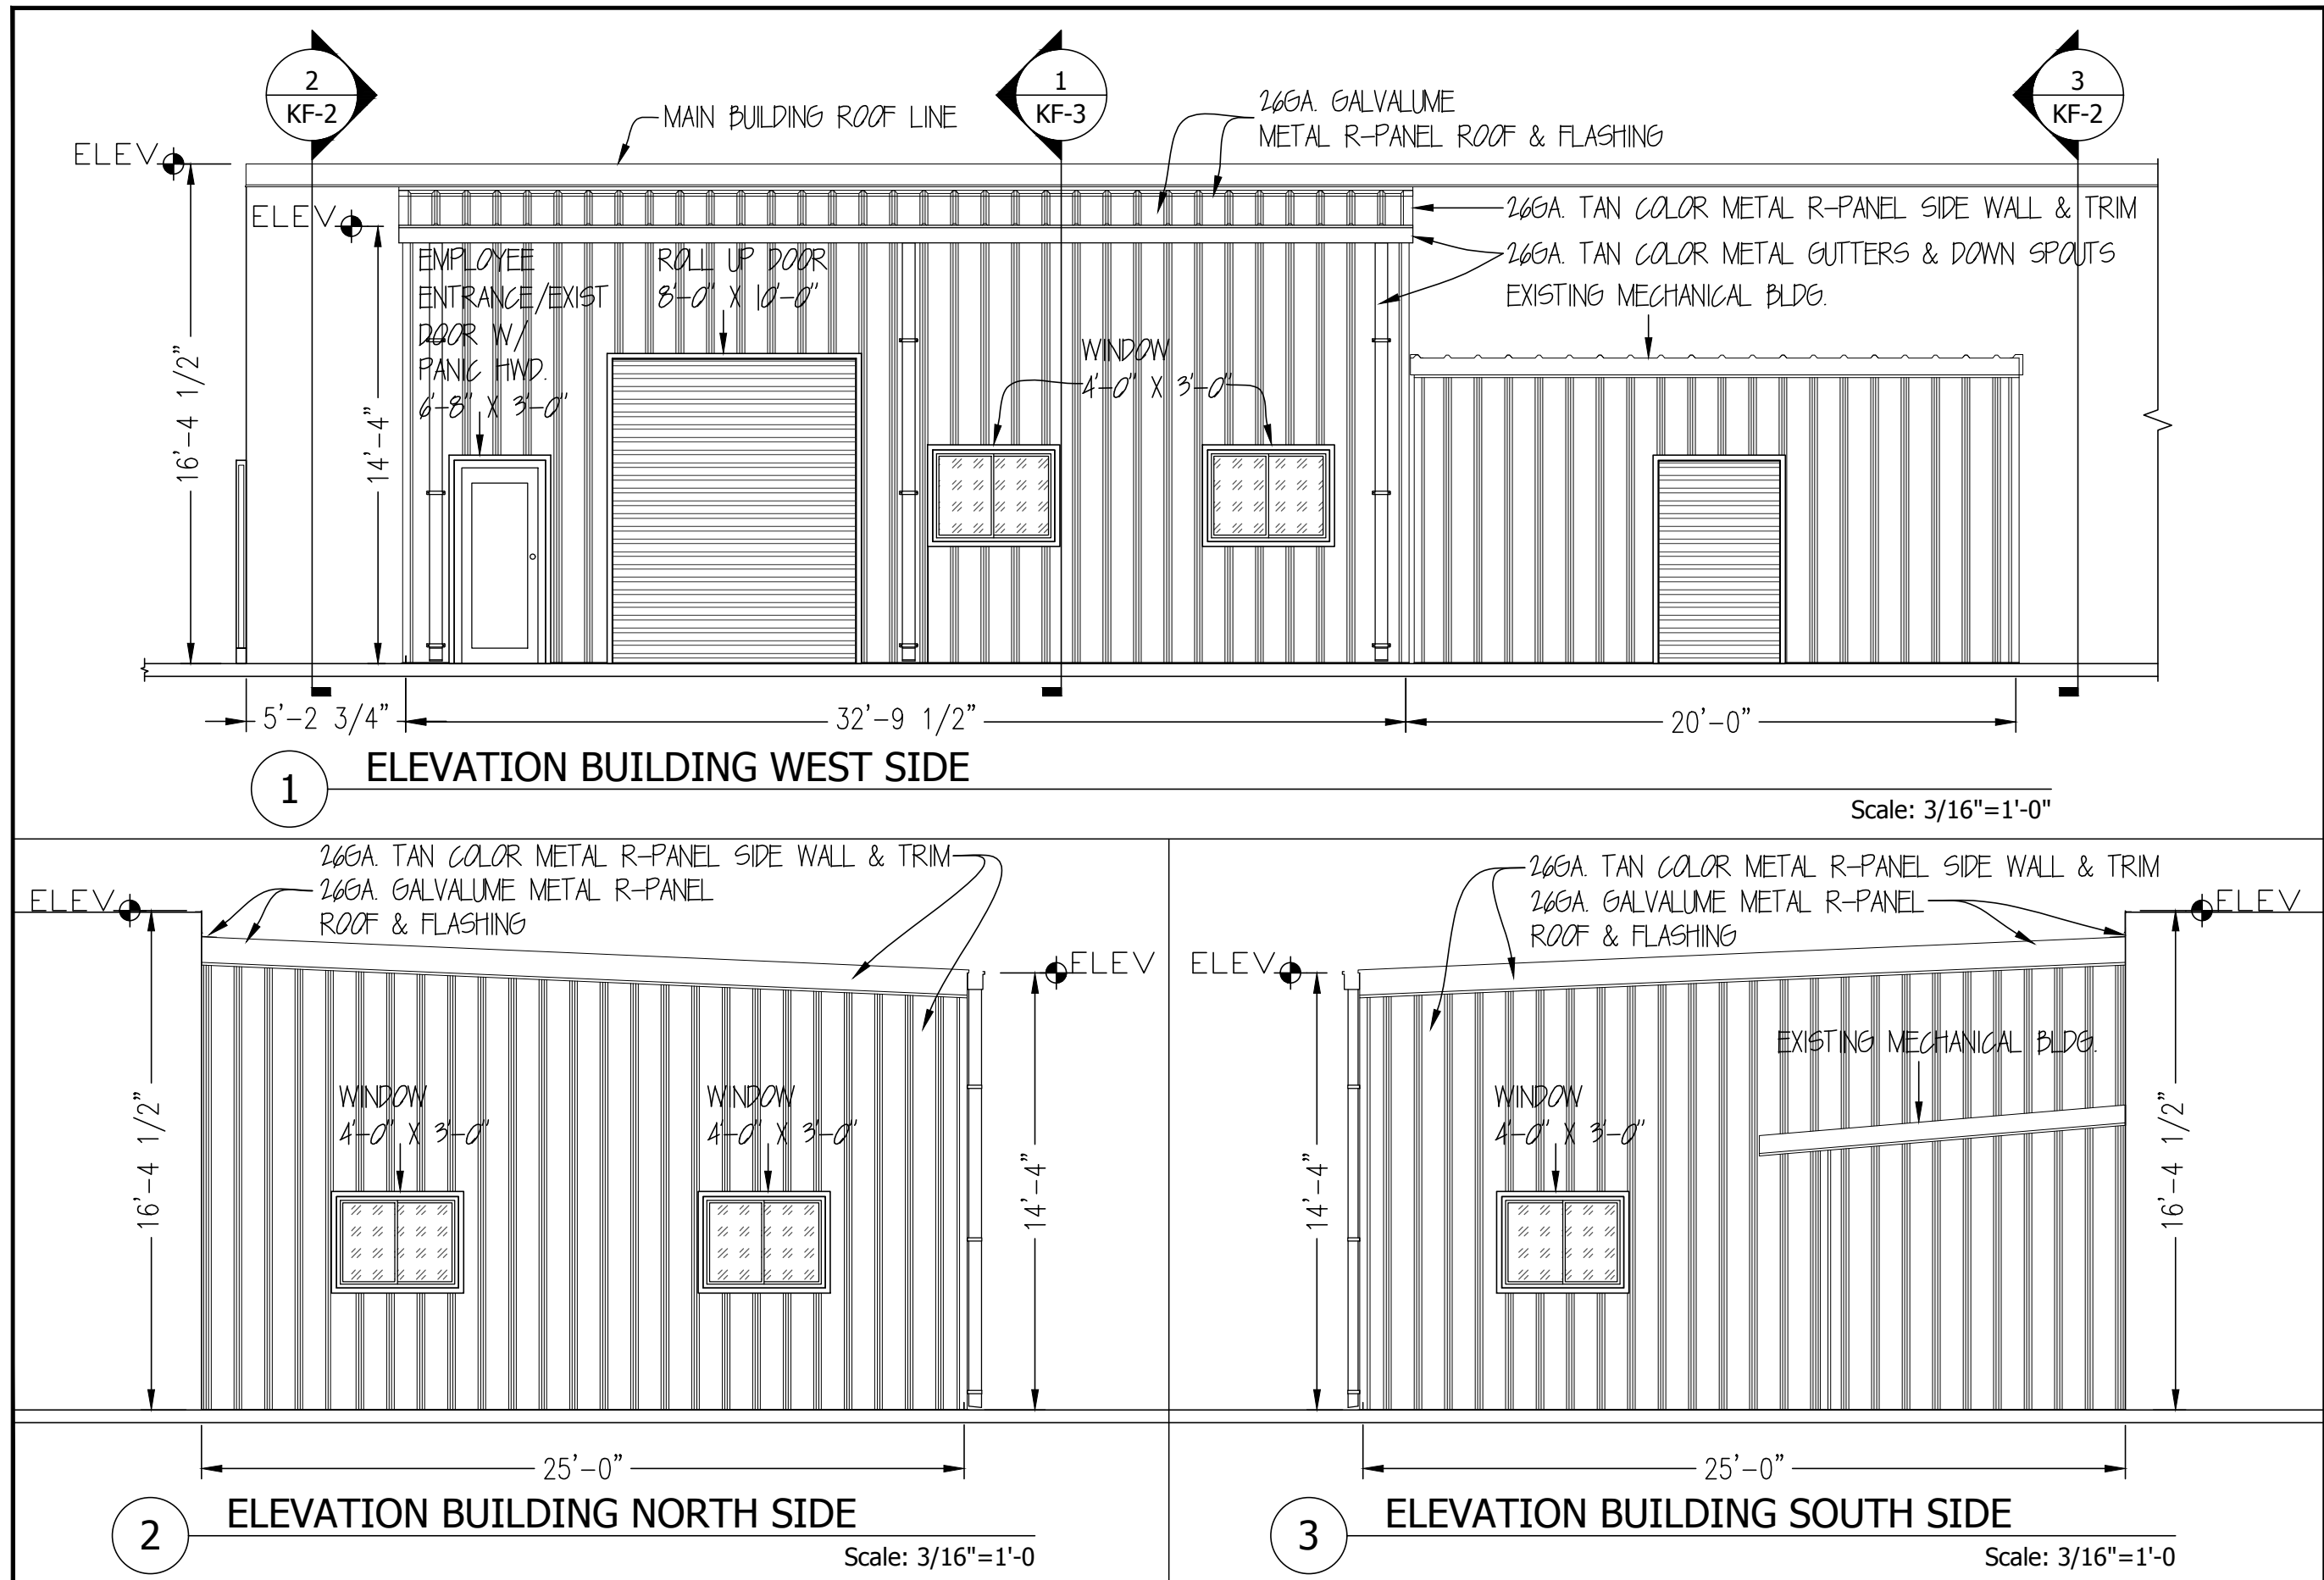 2
KF-2
1
KF-3
3
KF-2
MAIN BUILDING ROOF LINE
26GA. GALVALUME
METAL R-PANEL ROOF & FLASHING
ELEV
ELEV
26GA. TAN COLOR METAL R-PANEL SIDE WALL & TRIM
26GA. TAN COLOR METAL GUTTERS & DOWN SPOUTS
EXISTING MECHANICAL BLDG.
EMPLOYEE
ENTRANCE/EXIST
DOOR W/
PANIC HWD.
6'-8" X 3'-0"
ROLL UP DOOR
8'-0" X 10'-0"
WINDOW
4'-0" X 3'-0"
16'-4 1/2"
14'-4"
5'-2 3/4"
32'-9 1/2"
20'-0"
1
ELEVATION BUILDING WEST SIDE
Scale: 3/16"=1'-0"
26GA. TAN COLOR METAL R-PANEL SIDE WALL & TRIM
26GA. GALVALUME METAL R-PANEL
ROOF & FLASHING
ELEV
ELEV
WINDOW
4'-0" X 3'-0"
WINDOW
4'-0" X 3'-0"
16'-4 1/2"
14'-4"
25'-0"
2
ELEVATION BUILDING NORTH SIDE
Scale: 3/16"=1'-0
26GA. TAN COLOR METAL R-PANEL SIDE WALL & TRIM
26GA. GALVALUME METAL R-PANEL
ROOF & FLASHING
ELEV
ELEV
EXISTING MECHANICAL BLDG.
WINDOW
4'-0" X 3'-0"
14'-4"
16'-4 1/2"
25'-0"
3
ELEVATION BUILDING SOUTH SIDE
Scale: 3/16"=1'-0